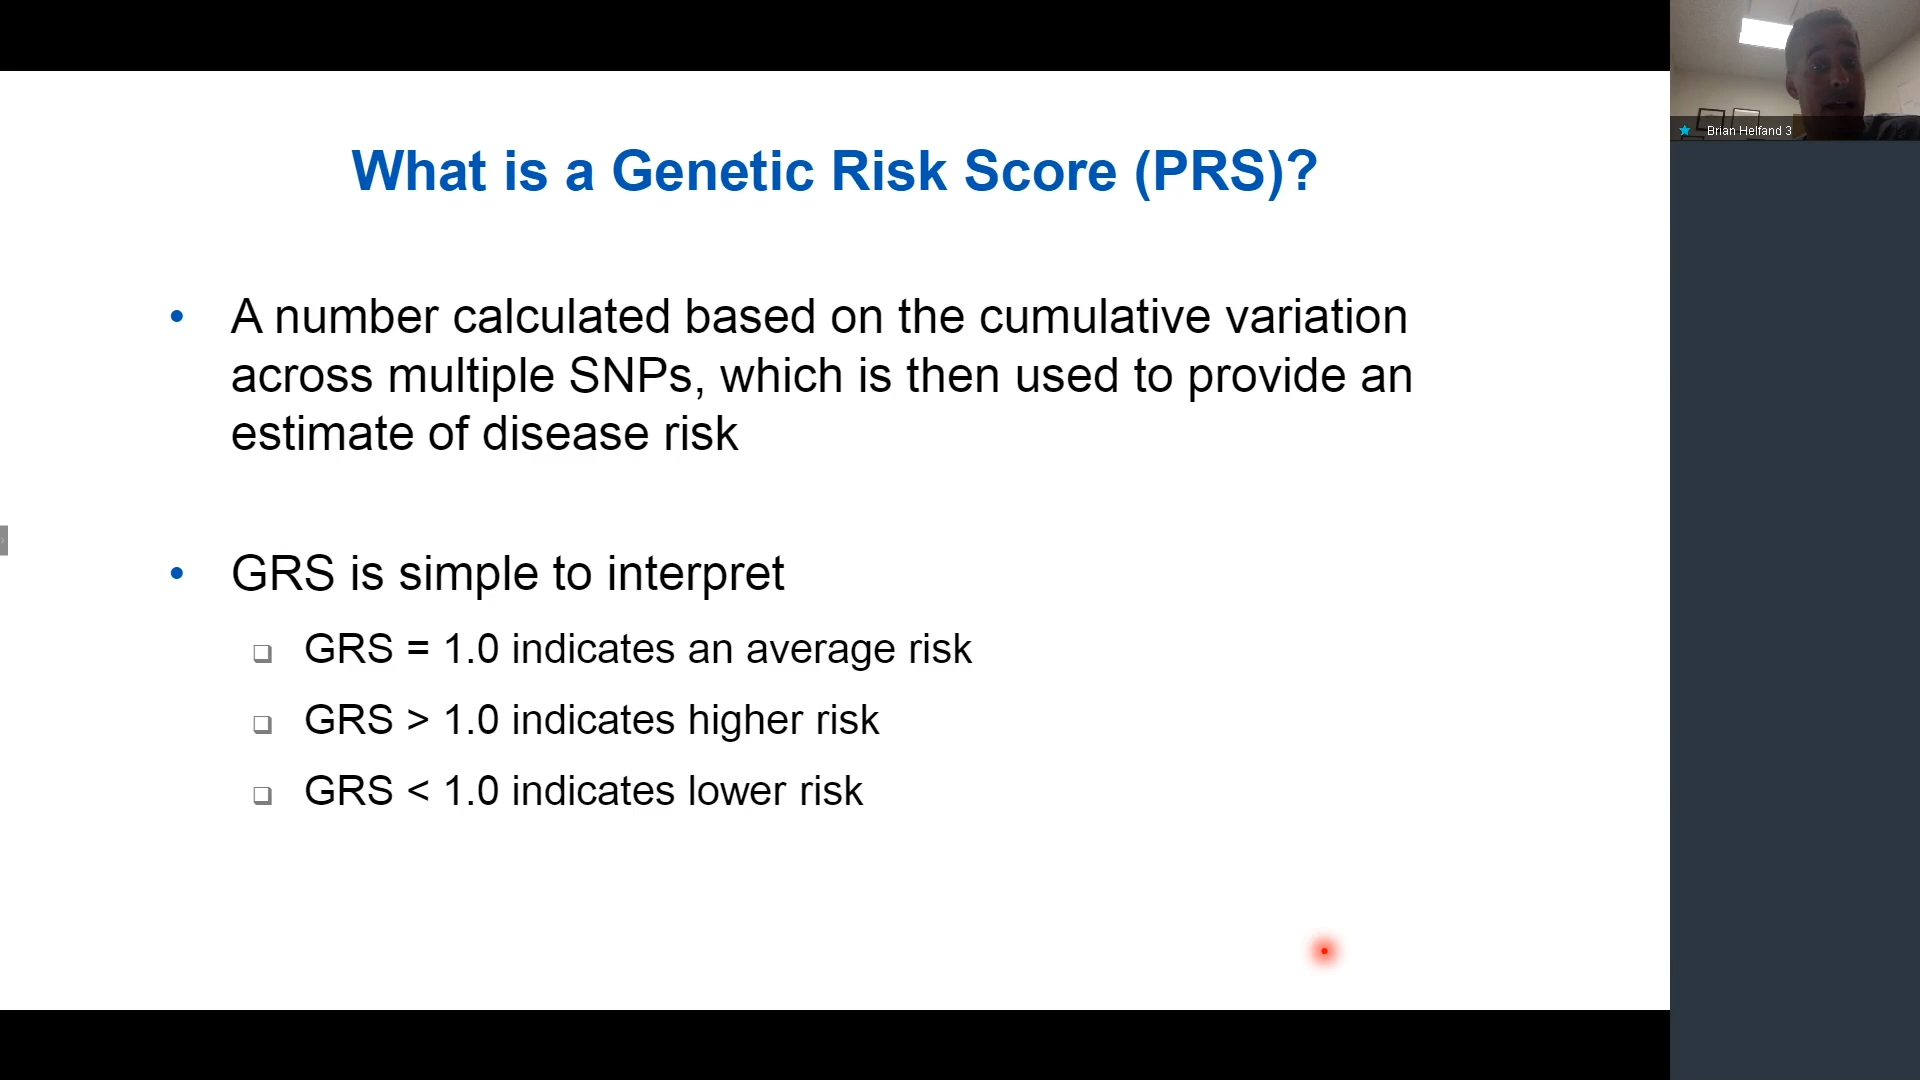 What is a Genetic Risk Score (PRS)?
• A number calculated based on the cumulative variation
across multiple SNPs, which is then used to provide an
estimate of disease risk
• GRS is simple to interpret
❑ GRS = 1.0 indicates an average risk
❑ GRS > 1.0 indicates higher risk
❑ GRS < 1.0 indicates lower risk
Brian Helfand 3